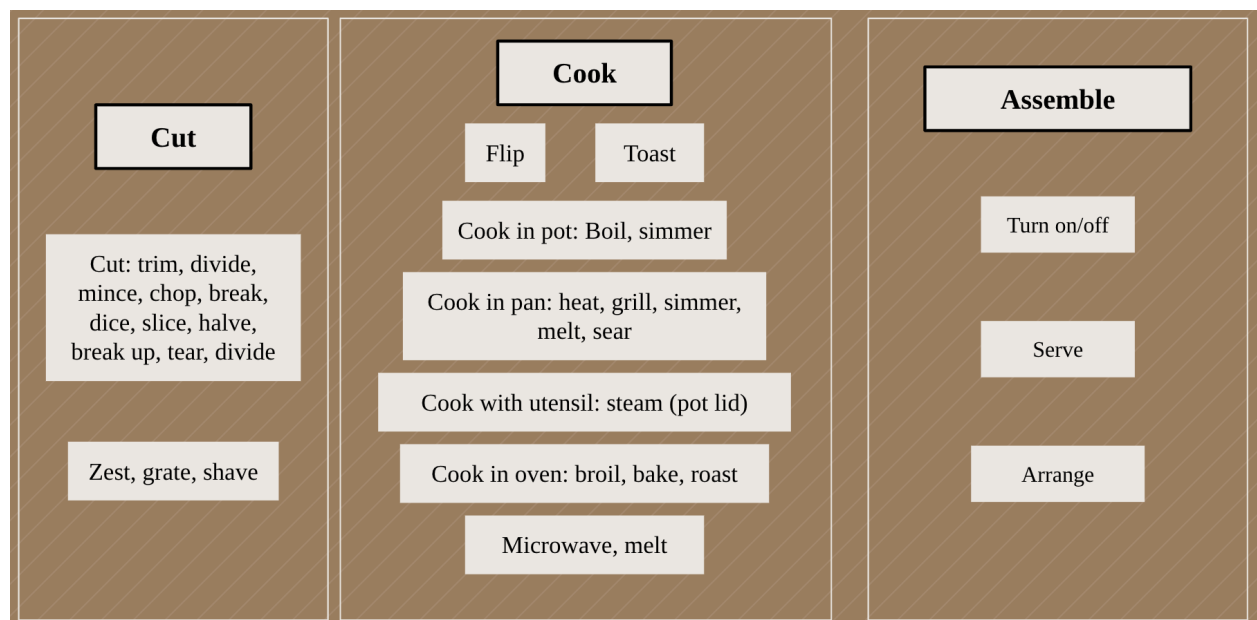 Cut
Cut: trim, divide,
mince, chop, break,
dice, slice, halve,
break up, tear, divide
Zest, grate, shave
Cook
Flip
Toast
Cook in pot: Boil, simmer
Cook in pan: heat, grill, simmer,
melt, sear
Cook with utensil: steam (pot lid)
Cook in oven: broil, bake, roast
Microwave, melt
Assemble
Turn on/off
Serve
Arrange